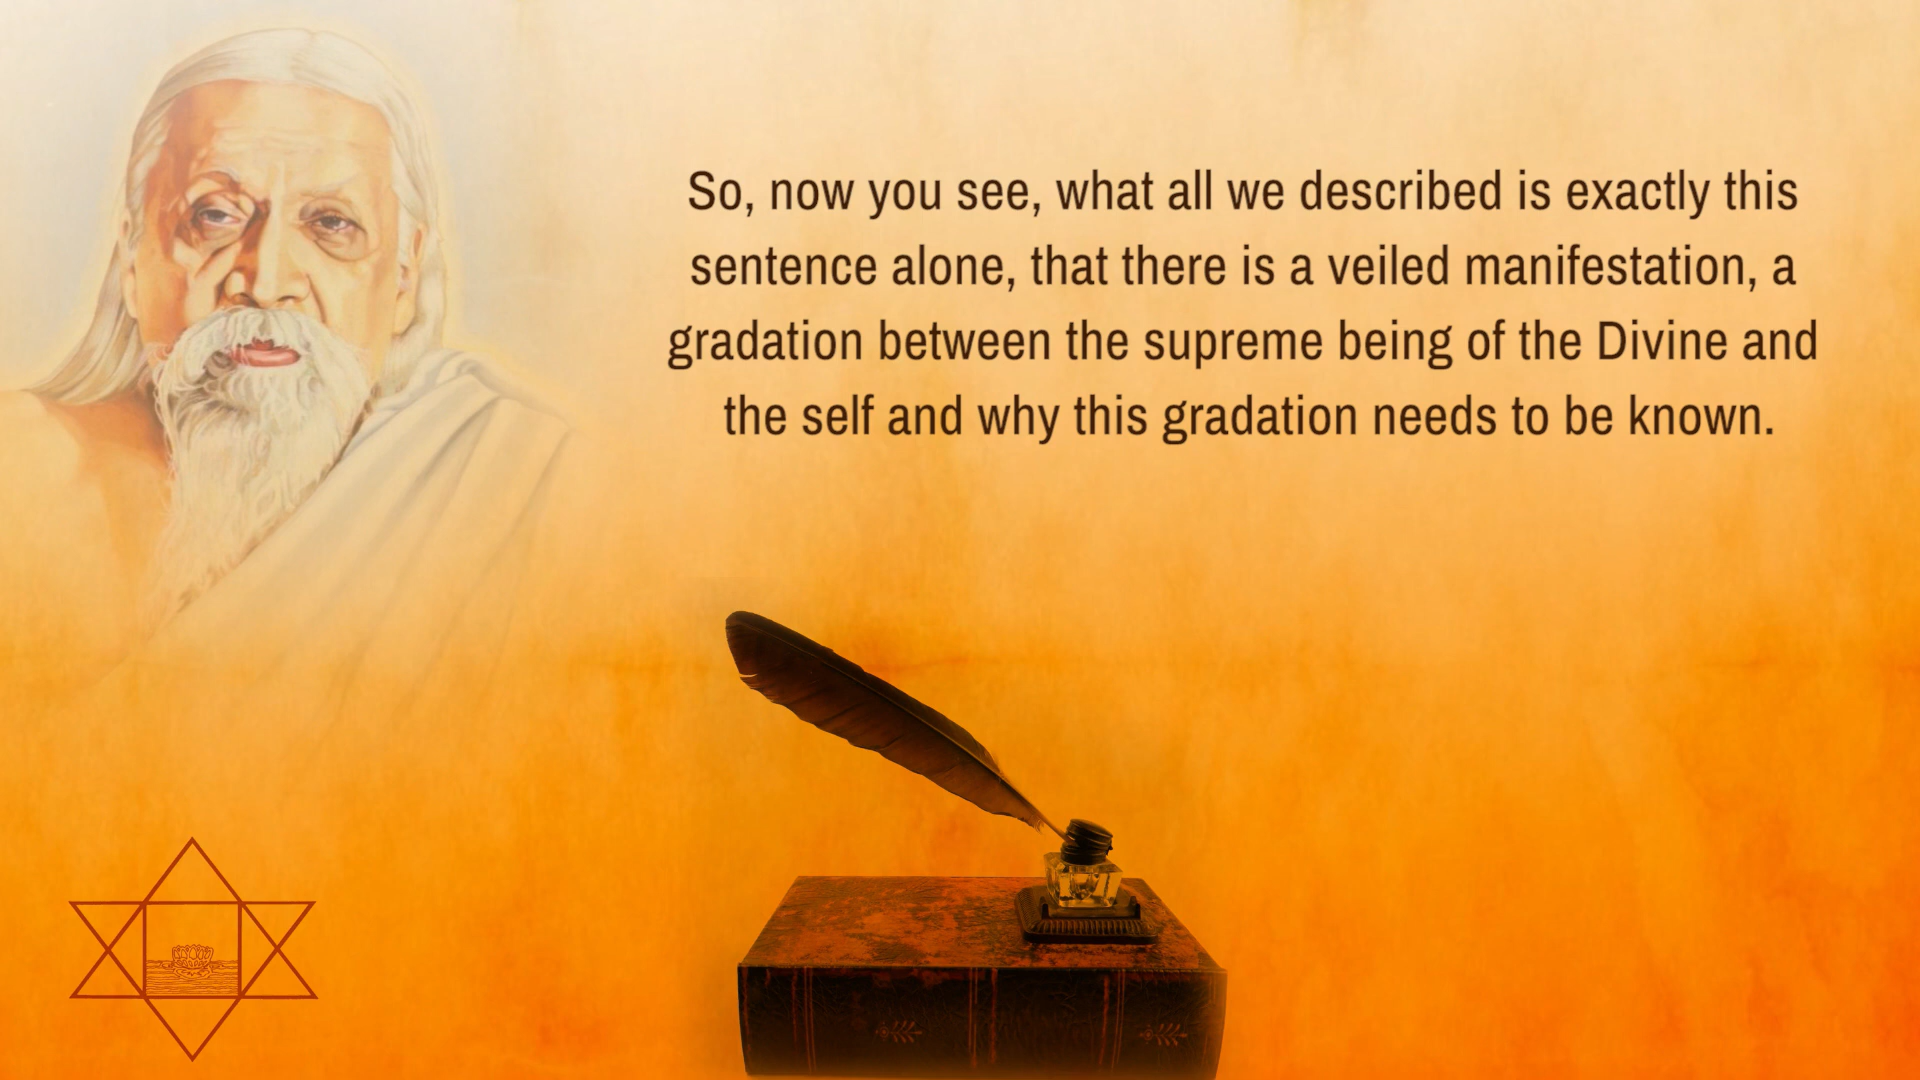 So, now you see, what all we described is exactly this
sentence alone, that there is a veiled manifestation, a
gradation between the supreme being of the Divine and
the self and why this gradation needs to be known.